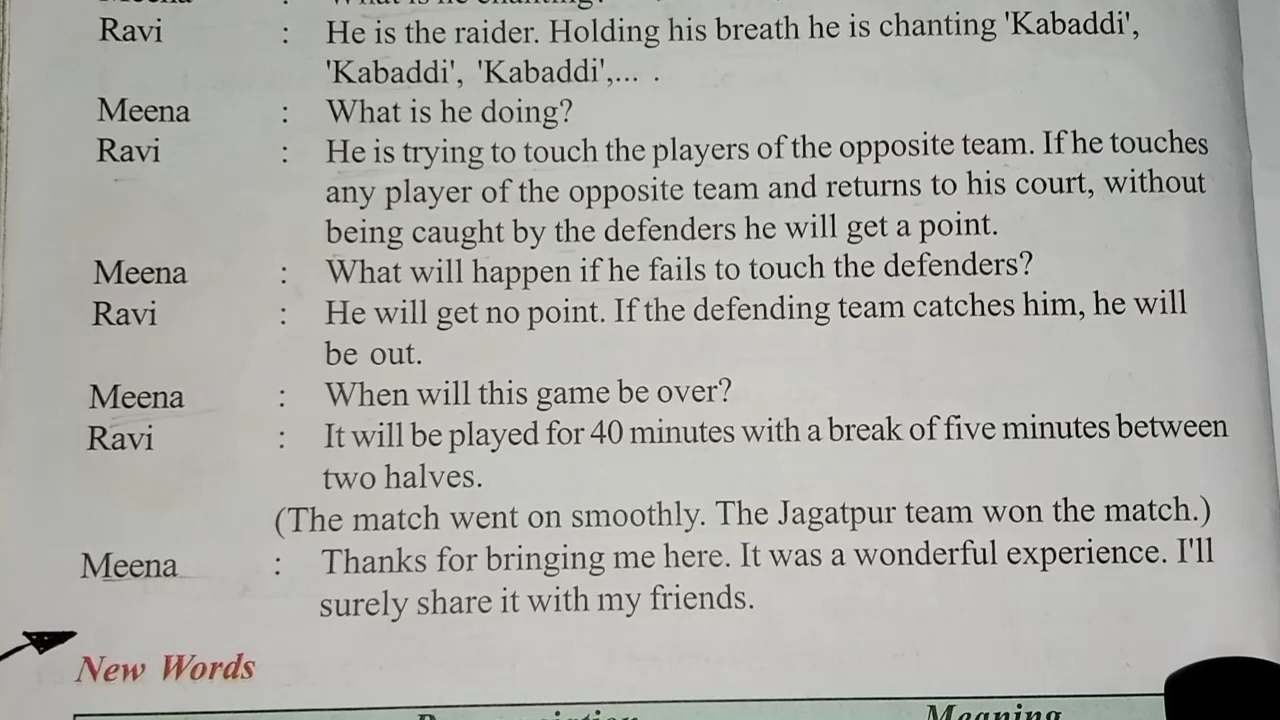 Meena : What is he chanting?
Ravi : He is the raider. Holding his breath he is chanting 'Kabaddi',
'Kabaddi', 'Kabaddi',... .
Meena : What is he doing?
Ravi : He is trying to touch the players of the opposite team. If he touches
any player of the opposite team and returns to his court, without
being caught by the defenders he will get a point.
Meena : What will happen if he fails to touch the defenders?
Ravi : He will get no point. If the defending team catches him, he will
be out.
Meena : When will this game be over?
Ravi : It will be played for 40 minutes with a break of five minutes between
two halves.
(The match went on smoothly. The Jagatpur team won the match.)
Meena : Thanks for bringing me here. It was a wonderful experience. I'll
surely share it with my friends.
New Words
Meaning